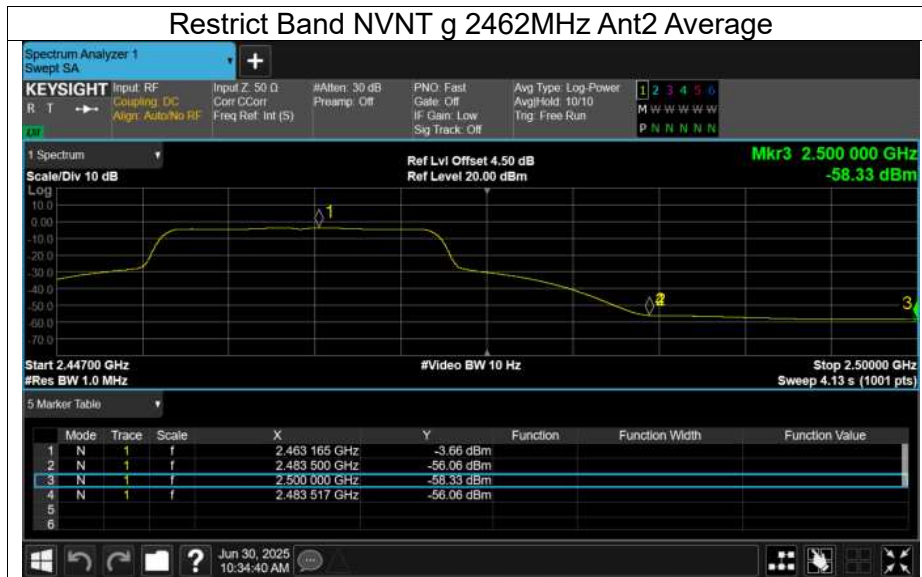 Restrict Band NVNT g 2462MHz Ant2 Average
Spectrum Analyzer 1
Swept SA
+
KEYSIGHT Input: RF Input Z: 50 Ω #Atten: 30 dB PNO: Fast Avg Type: Log-Power 1 2 3 4 5 6
R T Coupling: DC Corr CCorr Preamp: Off Gate: Off Avg|Hold: 10/10 M W W W W W
Align: Auto/No RF Freq Ref: Int (S) IF Gain: Low Trig: Free Run
Sig Track: Off P N N N N N
1 Spectrum Ref Lvl Offset 4.50 dB Mkr3 2.500 000 GHz
Scale/Div 10 dB Ref Level 20.00 dBm -58.33 dBm
Log
10.0
0.00
-10.0
-20.0
-30.0
-40.0
-50.0
-60.0
-70.0
1
2
3
Start 2.44700 GHz #Video BW 10 Hz Stop 2.50000 GHz
#Res BW 1.0 MHz Sweep 4.13 s (1001 pts)
5 Marker Table
Mode Trace Scale X Y Function Function Width Function Value
1 N 1 f 2.463 165 GHz -3.66 dBm
2 N 1 f 2.483 500 GHz -56.06 dBm
3 N 1 f 2.500 000 GHz -58.33 dBm
4 N 1 f 2.483 517 GHz -56.06 dBm
5
6
? Jun 30, 2025
10:34:40 AM